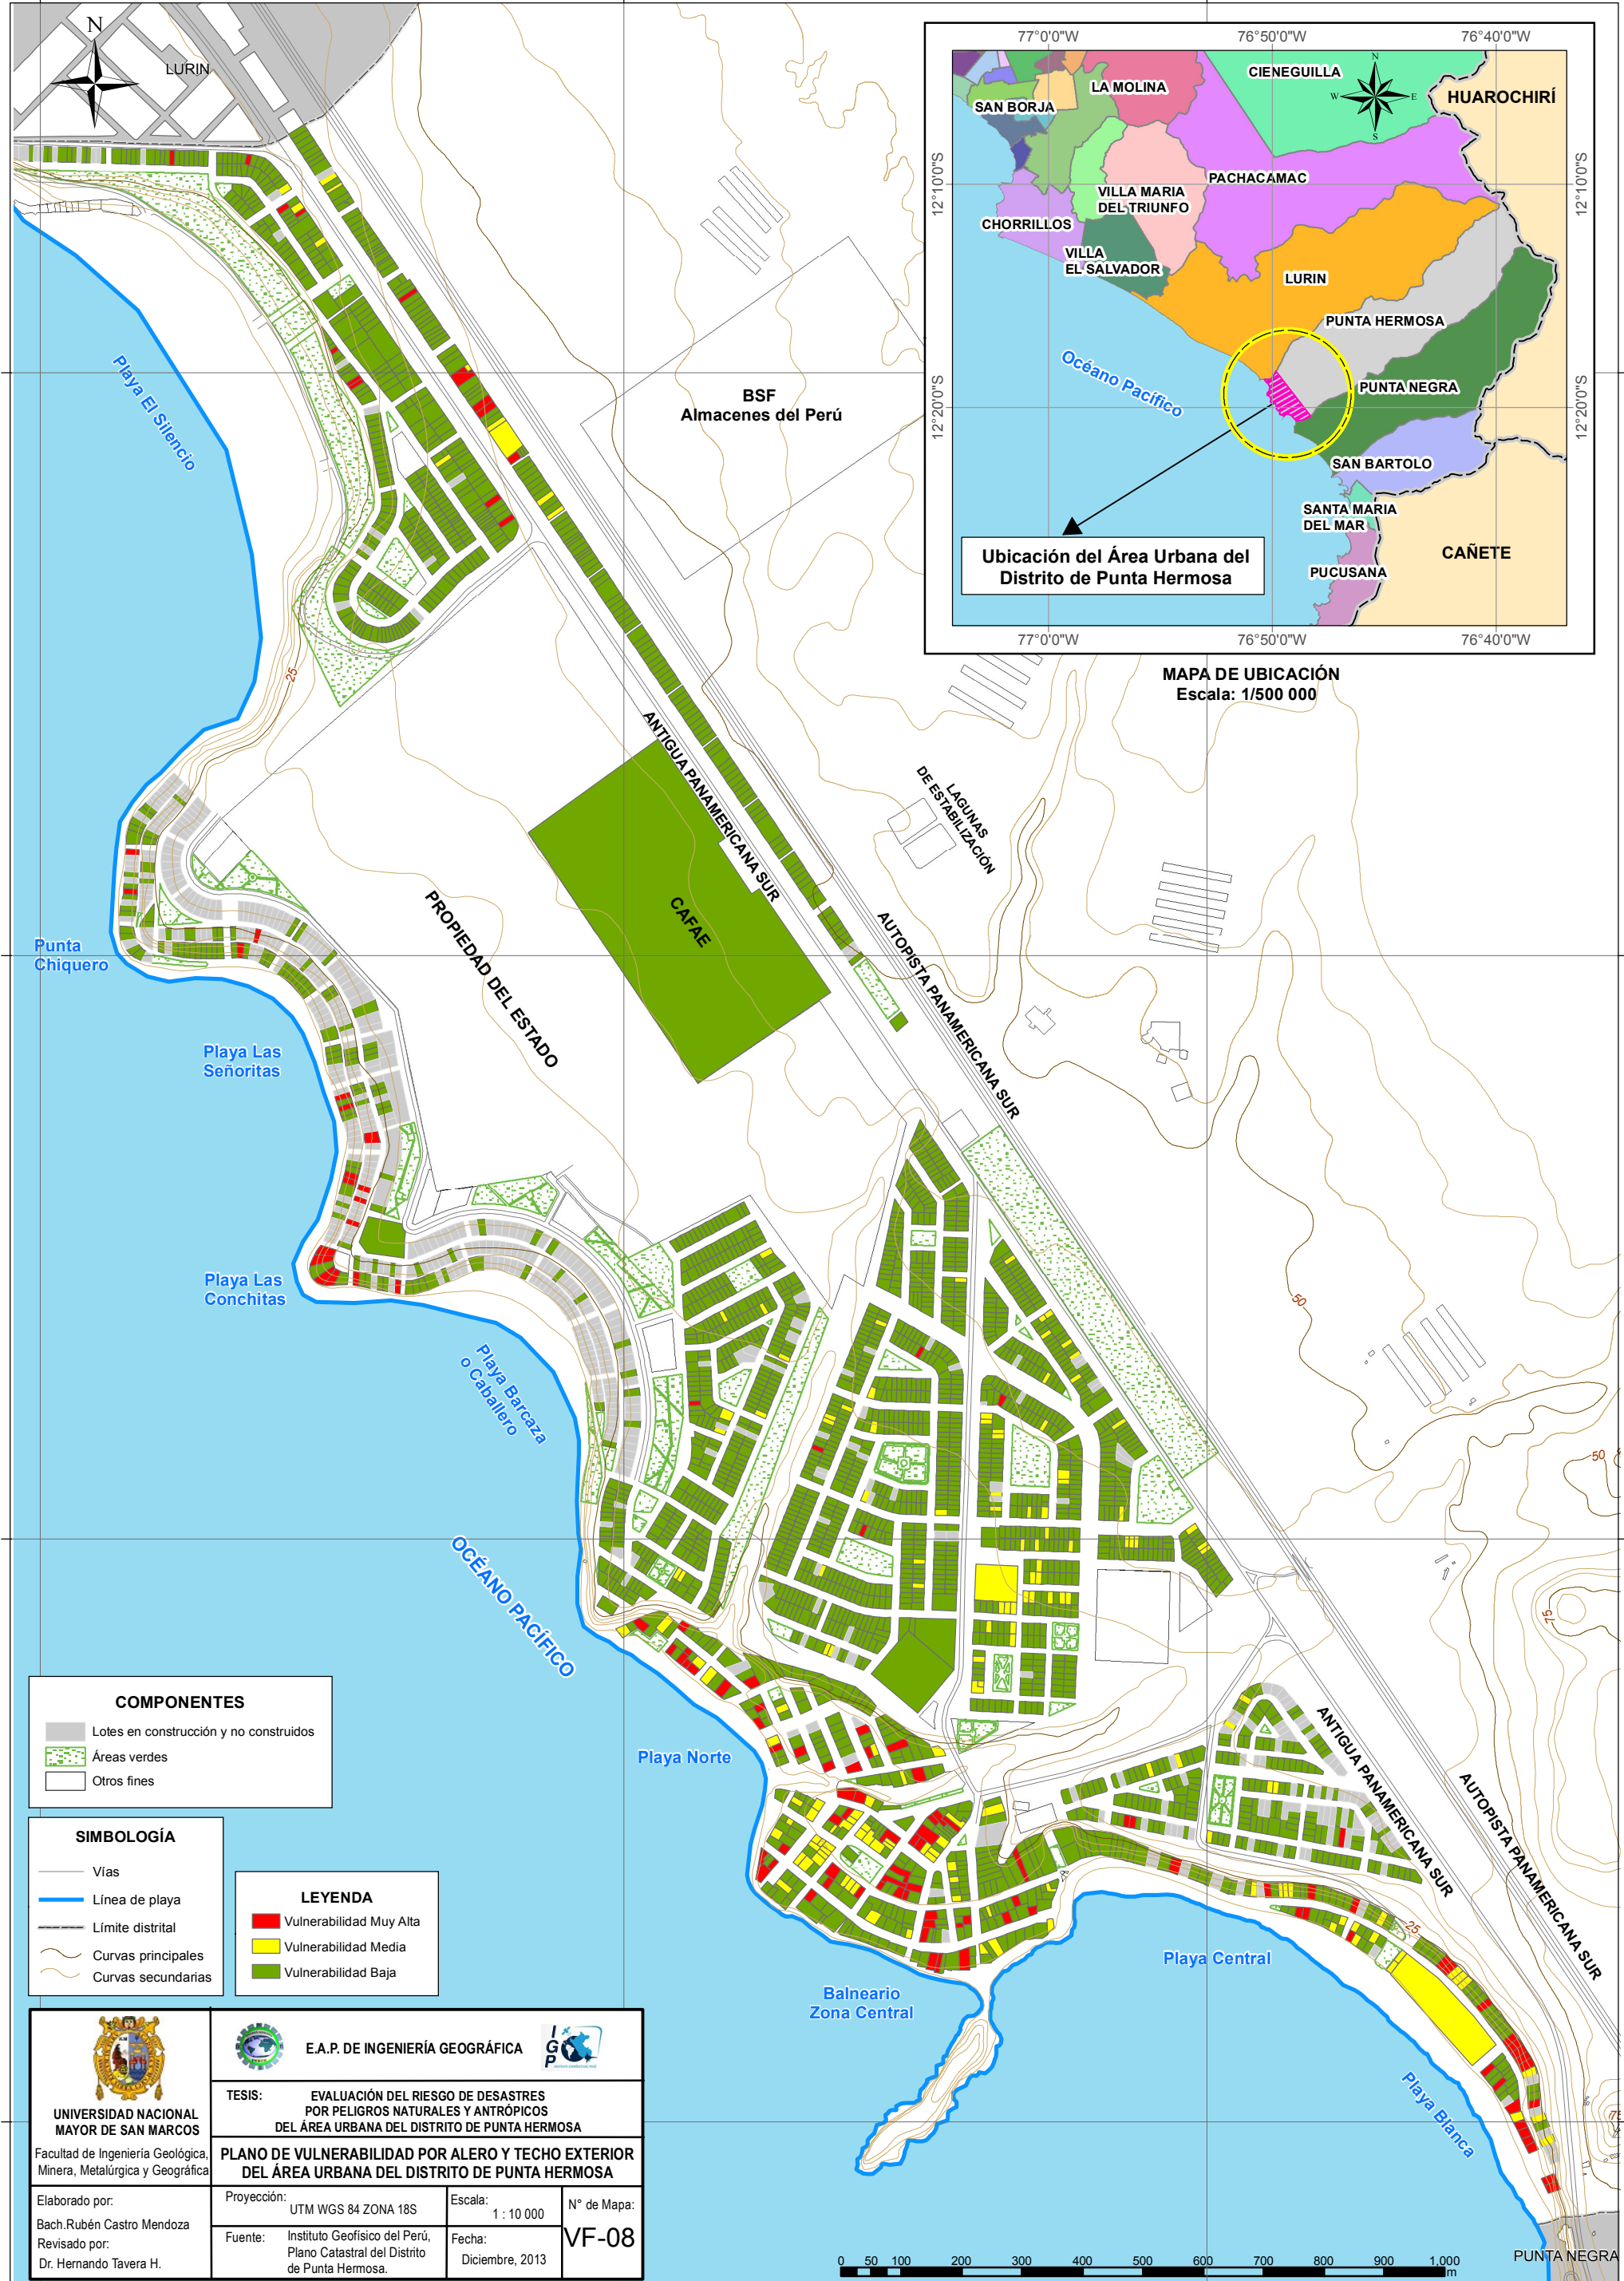 N
LURIN
77°0'0"W
76°50'0"W
76°40'0"W
12°10'0"S
12°20'0"S
12°10'0"S
12°20'0"S
CIENEGUILLA
N
W
E
S
HUAROCHIRÍ
LA MOLINA
SAN BORJA
PACHACAMAC
VILLA MARIA
DEL TRIUNFO
CHORRILLOS
VILLA
EL SALVADOR
LURIN
PUNTA HERMOSA
Océano Pacífico
PUNTA NEGRA
SAN BARTOLO
SANTA MARIA
DEL MAR
CAÑETE
PUCUSANA
Ubicación del Área Urbana del
Distrito de Punta Hermosa
77°0'0"W
76°50'0"W
76°40'0"W
MAPA DE UBICACIÓN
Escala: 1/500 000
Playa El Silencio
BSF
Almacenes del Perú
25
ANTIGUA PANAMERICANA SUR
LAGUNAS
DE ESTABILIZACIÓN
CAFAE
PROPIEDAD DEL ESTADO
AUTOPISTA PANAMERICANA SUR
Punta
Chiquero
Playa Las
Señoritas
Playa Las
Conchitas
Playa Barcaza
o Caballero
50
50
75
OCÉANO PACÍFICO
Playa Norte
ANTIGUA PANAMERICANA SUR
AUTOPISTA PANAMERICANA SUR
25
Playa Central
Balneario
Zona Central
Playa Blanca
75
PUNTA NEGRA
COMPONENTES
Lotes en construcción y no construidos
Áreas verdes
Otros fines
SIMBOLOGÍA
Vías
Línea de playa
Límite distrital
Curvas principales
Curvas secundarias
LEYENDA
Vulnerabilidad Muy Alta
Vulnerabilidad Media
Vulnerabilidad Baja
UNIVERSIDAD NACIONAL
MAYOR DE SAN MARCOS
Facultad de Ingeniería Geológica,
Minera, Metalúrgica y Geográfica
E.A.P. DE INGENIERÍA GEOGRÁFICA
IGP
TESIS:
EVALUACIÓN DEL RIESGO DE DESASTRES
POR PELIGROS NATURALES Y ANTRÓPICOS
DEL ÁREA URBANA DEL DISTRITO DE PUNTA HERMOSA
PLANO DE VULNERABILIDAD POR ALERO Y TECHO EXTERIOR
DEL ÁREA URBANA DEL DISTRITO DE PUNTA HERMOSA
Elaborado por:
Bach.Rubén Castro Mendoza
Revisado por:
Dr. Hernando Tavera H.
Proyección:
UTM WGS 84 ZONA 18S
Escala:
1 : 10 000
N° de Mapa:
VF-08
Fuente:
Instituto Geofísico del Perú,
Plano Catastral del Distrito
de Punta Hermosa.
Fecha:
Diciembre, 2013
0 50 100 200 300 400 500 600 700 800 900 1,000
m